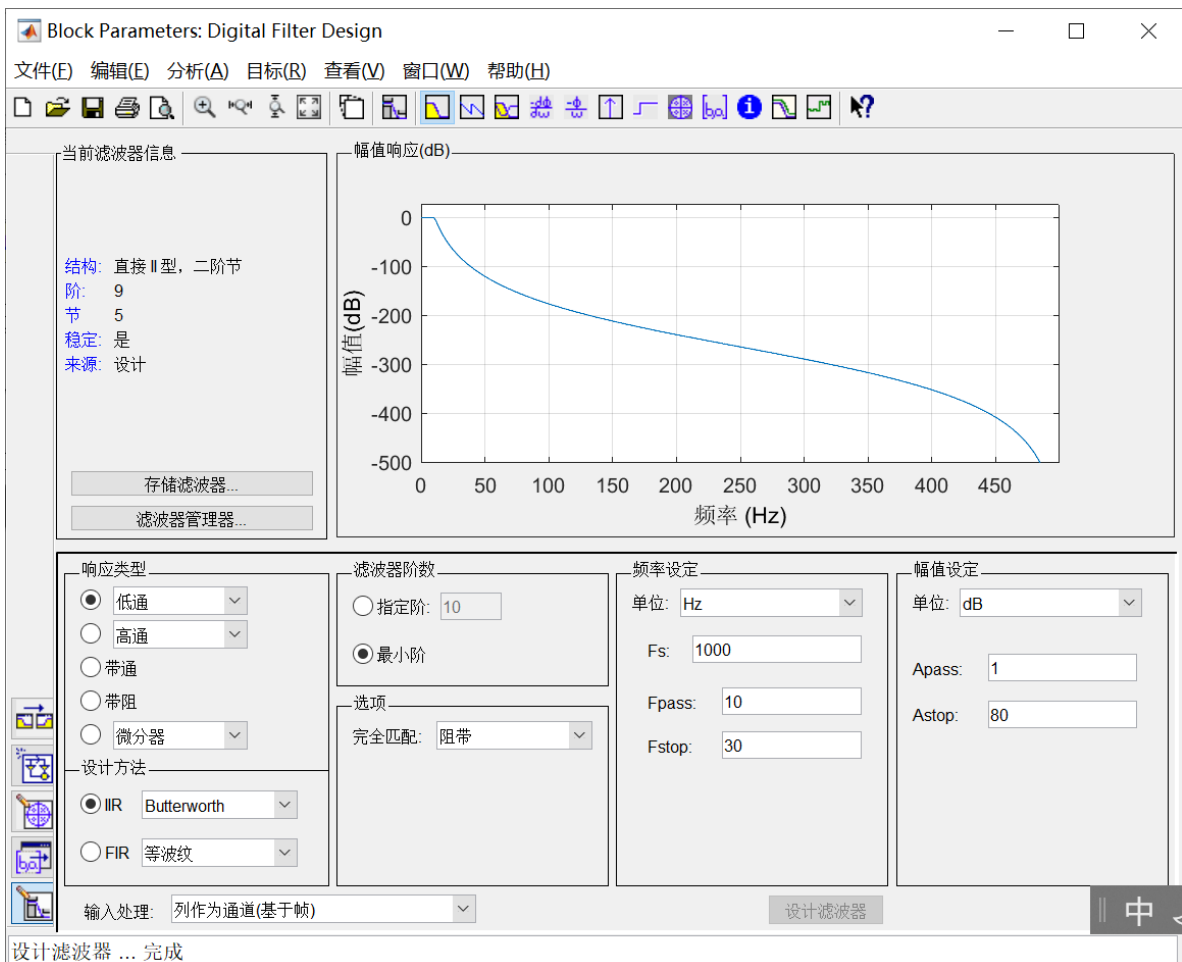 Block Parameters: Digital Filter Design
文件(F) 编辑(E) 分析(A) 目标(R) 查看(V) 窗口(W) 帮助(H)
当前滤波器信息
结构: 直接Ⅱ型，二阶节
阶: 9
节 5
稳定: 是
来源: 设计
存储滤波器...
滤波器管理器...
幅值响应(dB)
幅值(dB)
0
-100
-200
-300
-400
-500
0 50 100 150 200 250 300 350 400 450
频率 (Hz)
响应类型
低通
高通
带通
带阻
微分器
设计方法
IIR Butterworth
FIR 等波纹
滤波器阶数
指定阶: 10
最小阶
选项
完全匹配: 阻带
频率设定
单位: Hz
Fs: 1000
Fpass: 10
Fstop: 30
幅值设定
单位: dB
Apass: 1
Astop: 80
输入处理: 列作为通道(基于帧)
设计滤波器
中
设计滤波器 ... 完成